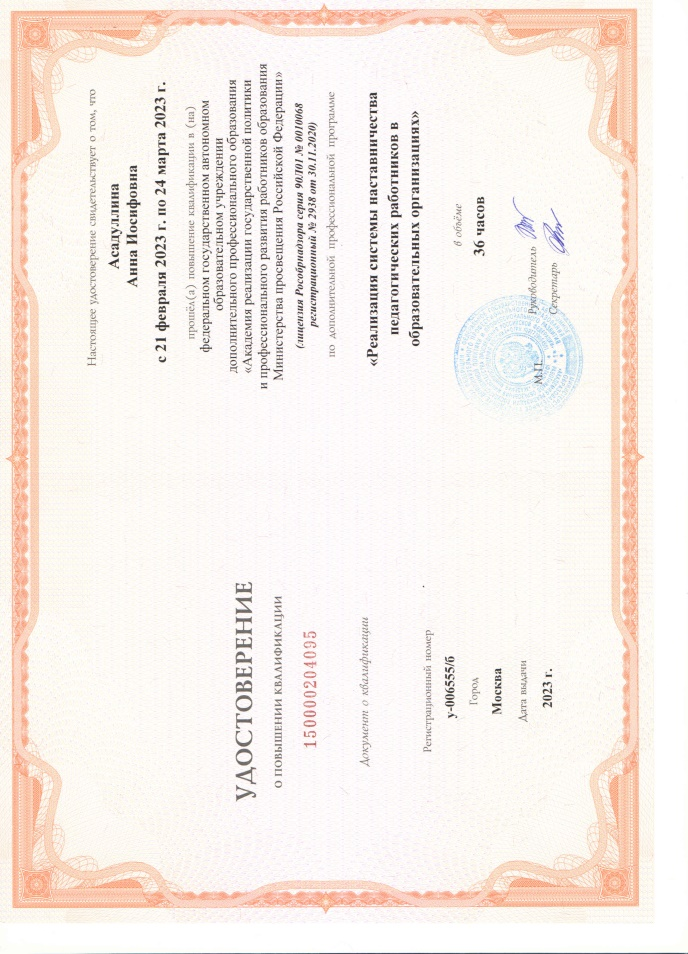 УДОСТОВЕРЕНИЕ
О ПОВЫШЕНИИ КВАЛИФИКАЦИИ
150000204095
Документ о квалификации
Регистрационный номер
у-006555/б
Город
Москва
Дата выдачи
2023 г.
Настоящее удостоверение свидетельствует о том, что
Асадуллина
Анна Иосифовна
с 21 февраля 2023 г. по 24 марта 2023 г.
прошёл(а) повышение квалификации в (на)
федеральном государственном автономном
образовательном учреждении
дополнительного профессионального образования
«Академия реализации государственной политики
и профессионального развития работников образования
Министерства просвещения Российской Федерации»
(лицензия Рособрнадзора серия 90Л01 № 0010068
регистрационный № 2938 от 30.11.2020)
по дополнительной профессиональной программе
«Реализация системы наставничества
педагогических работников в
образовательных организациях»
в объёме
36 часов
Руководитель
М.П.
Секретарь